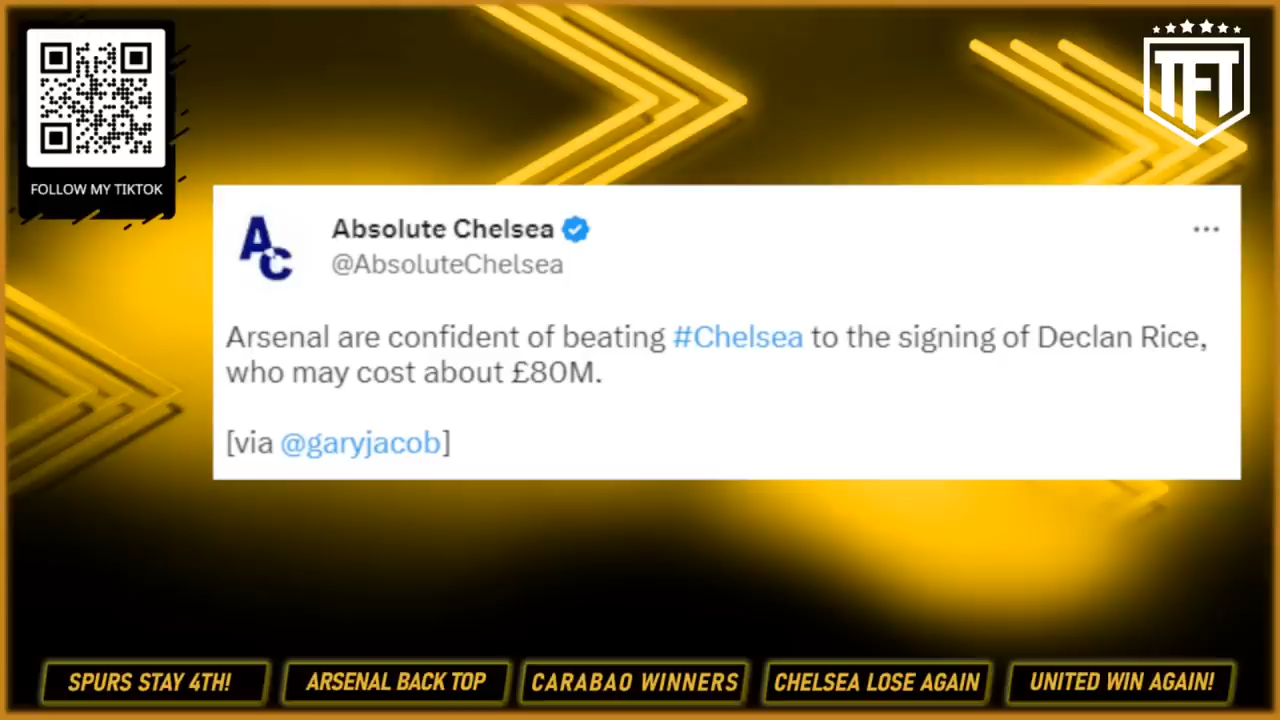 FOLLOW MY TIKTOK
TFT
AC
Absolute Chelsea
@AbsoluteChelsea
Arsenal are confident of beating #Chelsea to the signing of Declan Rice,
who may cost about £80M.
[via @garyjacob]
SPURS STAY 4TH!
ARSENAL BACK TOP
CARABAO WINNERS
CHELSEA LOSE AGAIN
UNITED WIN AGAIN!